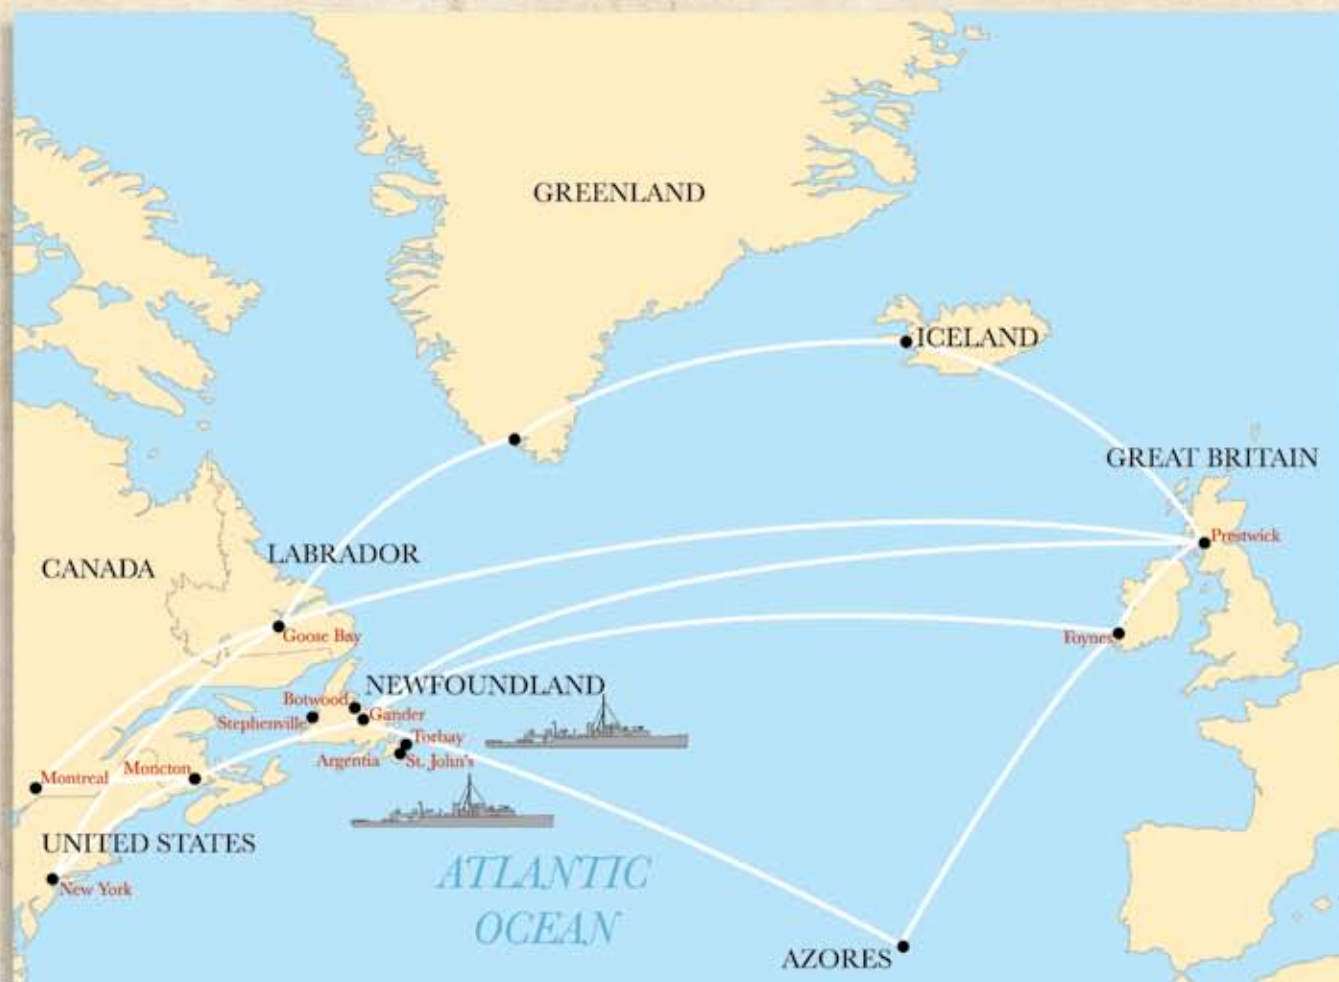 GREENLAND
ICELAND
GREAT BRITAIN
Prestwick
LABRADOR
CANADA
Goose Bay
Foynes
NEWFOUNDLAND
Botwood
Gander
Stephenville
Torbay
Argentia
St. John's
Moncton
Montreal
UNITED STATES
New York
ATLANTIC
OCEAN
AZORES